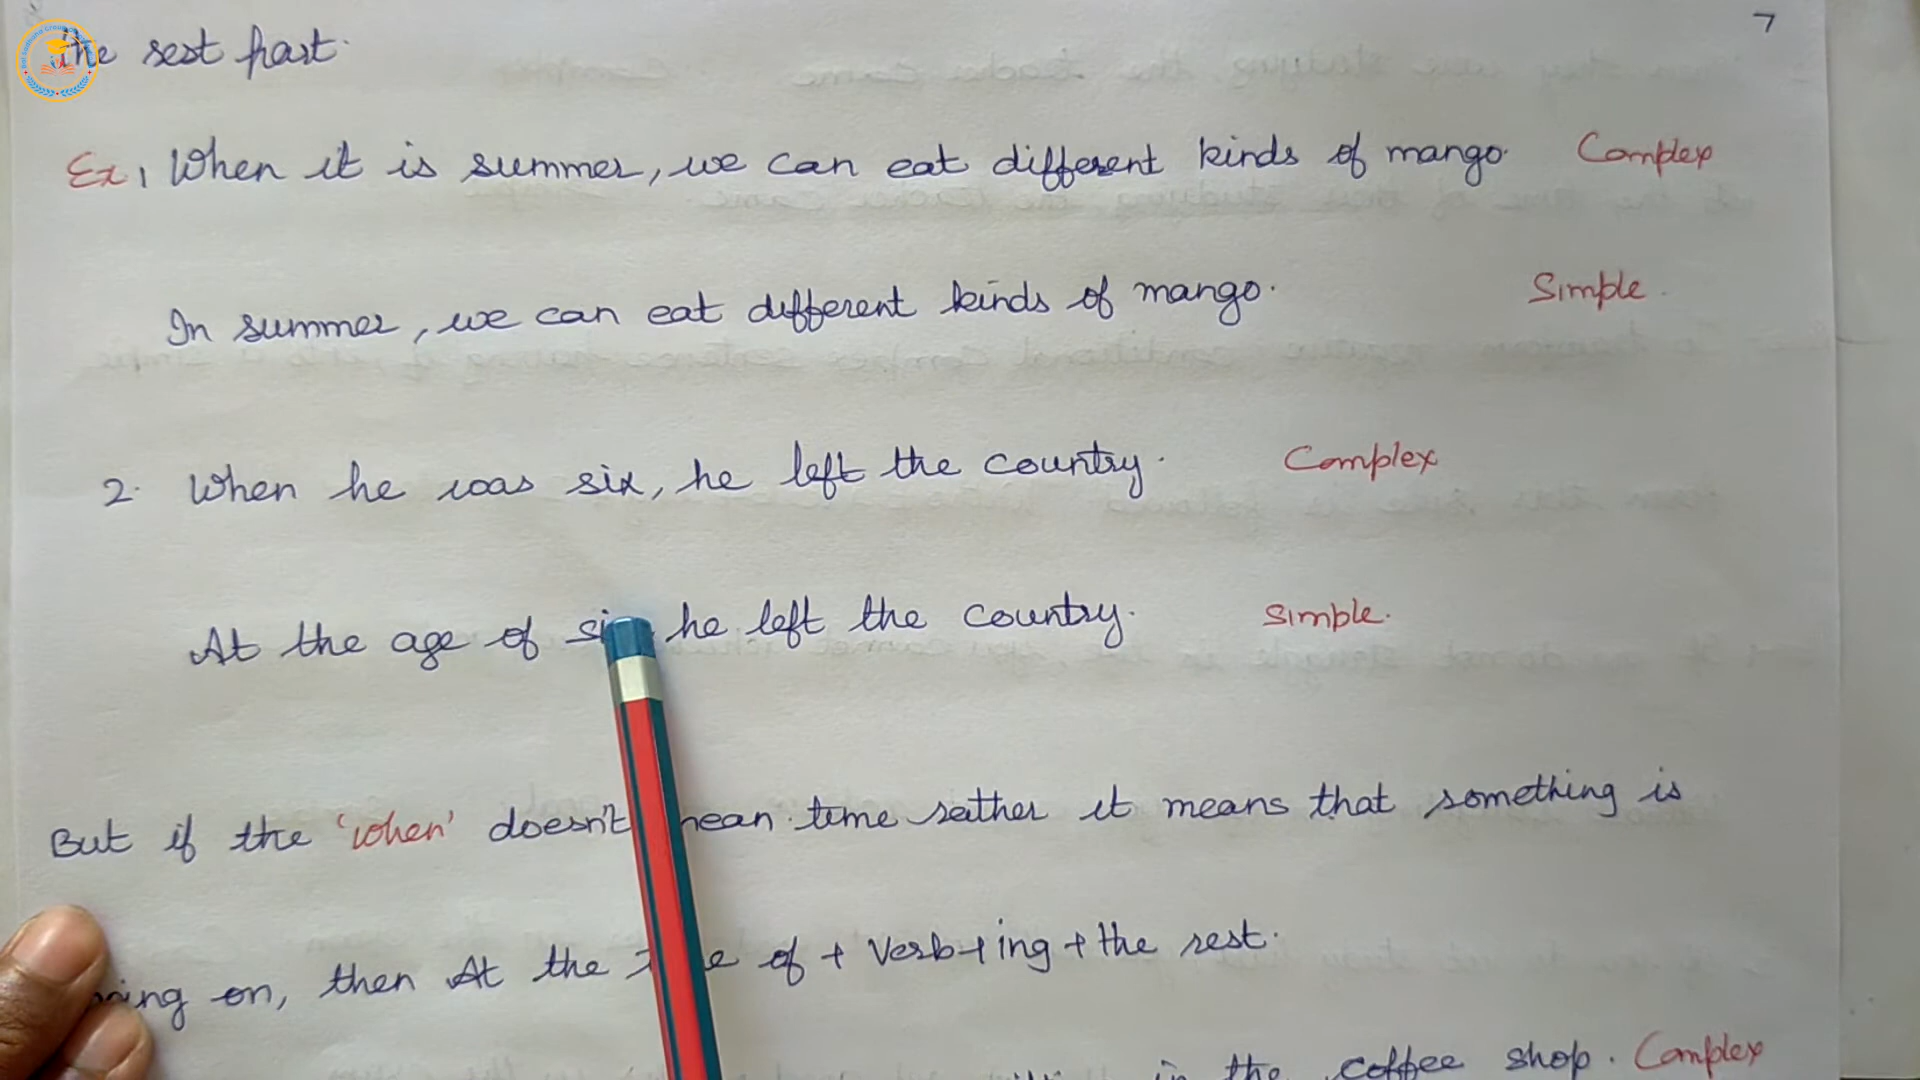 the rest part.
7
Ex 1 When it is summer, we can eat different kinds of mango. Complex
In summer, we can eat different kinds of mango. Simple.
2. When he was six, he left the country. Complex
At the age of he left the country. Simple.
But if the 'when' doesn't mean time rather it means that something is
on, then At the of + Verb + ing + the rest.
in the coffee shop. Complex